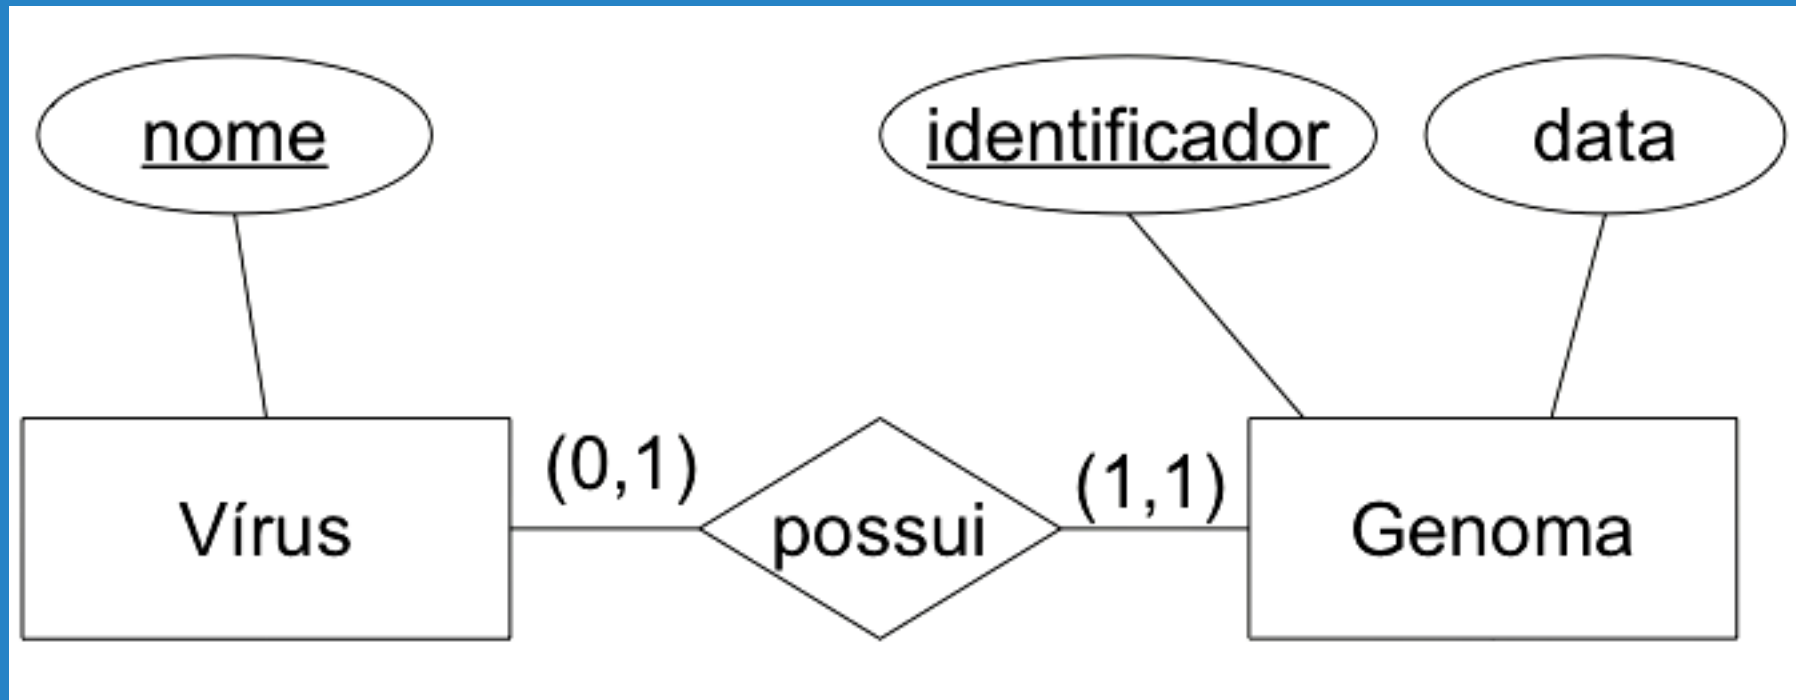 nome
identificador
data
(0,1)
(1,1)
Vírus
possui
Genoma